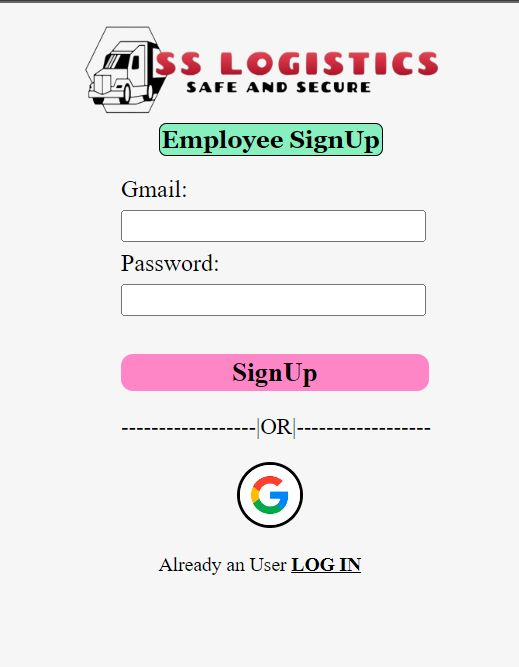 SS LOGISTICS
SAFE AND SECURE
Employee SignUp
Gmail:
Password:
SignUp
------------------|OR|------------------
G
Already an User LOG IN